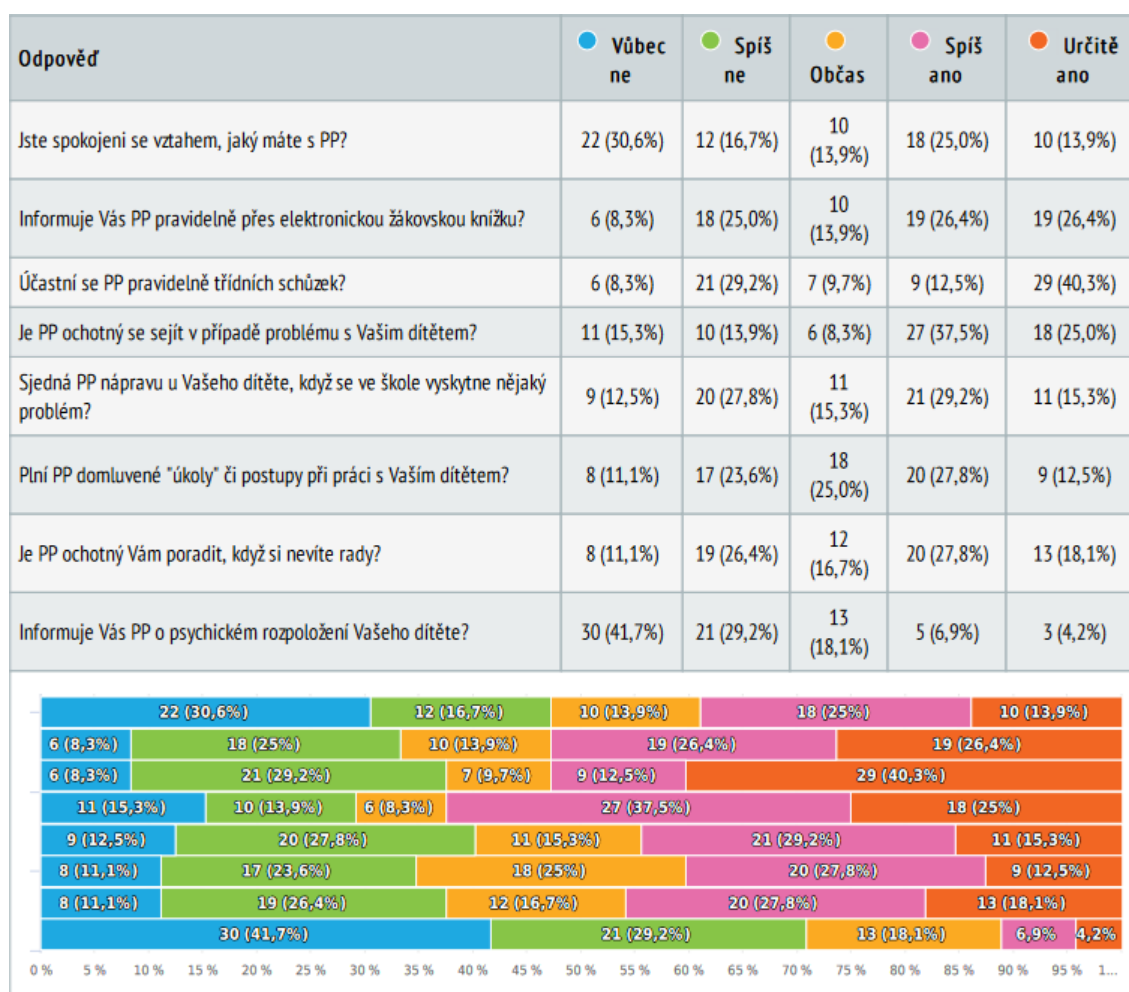 Odpověď
Vůbec
ne
Spíš
ne
Občas
Spíš
ano
Určitě
ano
Jste spokojeni se vztahem, jaký máte s PP?
22 (30,6%)
12 (16,7%)
10
(13,9%)
18 (25,0%)
10 (13,9%)
Informuje Vás PP pravidelně přes elektronickou žákovskou knížku?
6 (8,3%)
18 (25,0%)
10
(13,9%)
19 (26,4%)
19 (26,4%)
Účastní se PP pravidelně třídních schůzek?
6 (8,3%)
21 (29,2%)
7 (9,7%)
9 (12,5%)
29 (40,3%)
Je PP ochotný se sejít v případě problému s Vašim dítětem?
11 (15,3%)
10 (13,9%)
6 (8,3%)
27 (37,5%)
18 (25,0%)
Sjedná PP nápravu u Vašeho dítěte, když se ve škole vyskytne nějaký
problém?
9 (12,5%)
20 (27,8%)
11
(15,3%)
21 (29,2%)
11 (15,3%)
Plní PP domluvené "úkoly" či postupy při práci s Vaším dítětem?
8 (11,1%)
17 (23,6%)
18
(25,0%)
20 (27,8%)
9 (12,5%)
Je PP ochotný Vám poradit, když si nevíte rady?
8 (11,1%)
19 (26,4%)
12
(16,7%)
20 (27,8%)
13 (18,1%)
Informuje Vás PP o psychickém rozpoložení Vašeho dítěte?
30 (41,7%)
21 (29,2%)
13
(18,1%)
5 (6,9%)
3 (4,2%)
22 (30,6%) 12 (16,7%) 10 (13,9%) 18 (25%) 10 (13,9%)
6 (8,3%) 18 (25%) 10 (13,9%) 19 (26,4%) 19 (26,4%)
6 (8,3%) 21 (29,2%) 7 (9,7%) 9 (12,5%) 29 (40,3%)
11 (15,3%) 10 (13,9%) 6 (8,3%) 27 (37,5%) 18 (25%)
9 (12,5%) 20 (27,8%) 11 (15,3%) 21 (29,2%) 11 (15,3%)
8 (11,1%) 17 (23,6%) 18 (25%) 20 (27,8%) 9 (12,5%)
8 (11,1%) 19 (26,4%) 12 (16,7%) 20 (27,8%) 13 (18,1%)
30 (41,7%) 21 (29,2%) 13 (18,1%) 6,9% 4,2%
0 % 5 % 10 % 15 % 20 % 25 % 30 % 35 % 40 % 45 % 50 % 55 % 60 % 65 % 70 % 75 % 80 % 85 % 90 % 95 % 1...